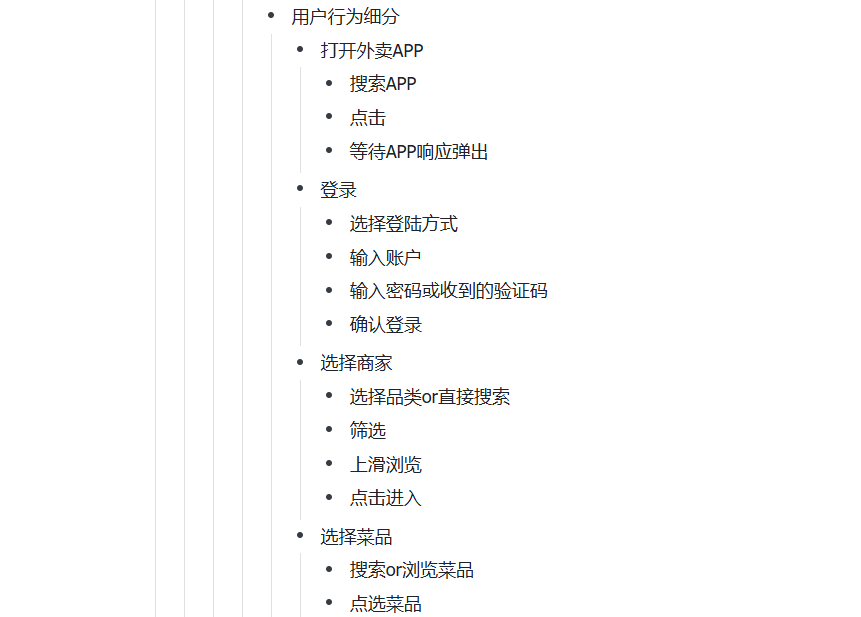 用户行为细分
打开外卖APP
搜索APP
点击
等待APP响应弹出
登录
选择登陆方式
输入账户
输入密码或收到的验证码
确认登录
选择商家
选择品类or直接搜索
筛选
上滑浏览
点击进入
选择菜品
搜索or浏览菜品
点选菜品